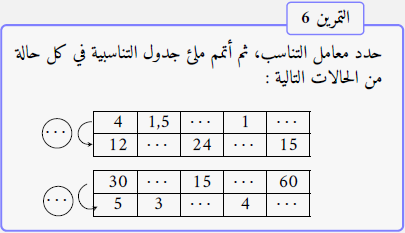 التمرين 6
حدد معامل التناسب، ثم أتمم ملئ جدول التناسبية في كل حالة
من الحالات التالية :
... 4 1,5 ... 1 ...
12 ... 24 ... 15
... 30 ... 15 ... 60
5 3 ... 4 ...